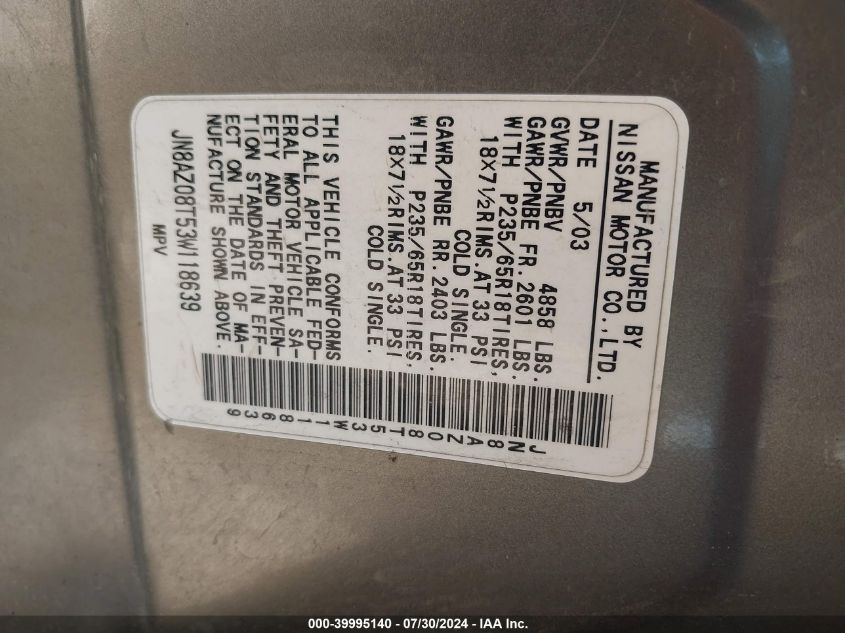 MANUFACTURED BY
NISSAN MOTOR CO.,LTD.
DATE 5/03
GVWR/PNBV 4858 LBS.
GAWR/PNBE FR. 2601 LBS.
WITH P235/65R18TIRES,
18X7½RIMS.AT 33 PSI
COLD SINGLE.
GAWR/PNBE RR. 2403 LBS.
WITH P235/65R18TIRES,
18X7½RIMS.AT 33 PSI
COLD SINGLE.
THIS VEHICLE CONFORMS
TO ALL APPLICABLE FED-
ERAL MOTOR VEHICLE SA-
FETY AND THEFT PREVEN-
TION STANDARDS IN EFF-
ECT ON THE DATE OF MA-
NUFACTURE SHOWN ABOVE.
JN8AZ08T53W118639
MPV
JN8AZ08T53W118639
000-39995140 - 07/30/2024 - IAA Inc.